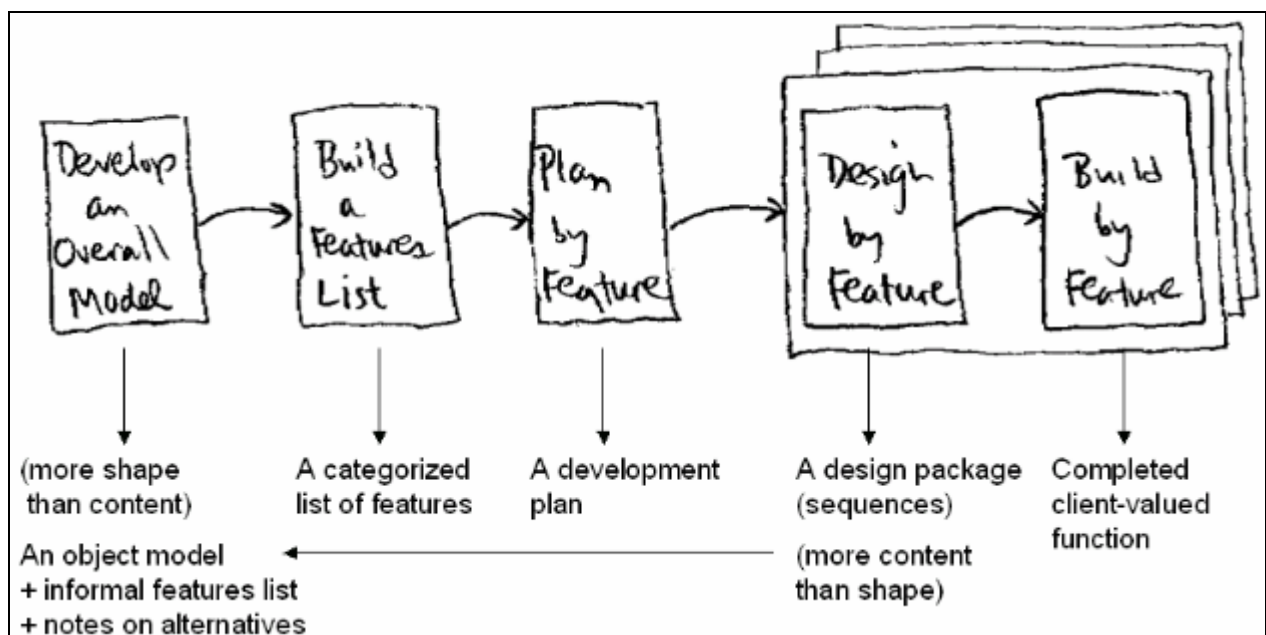 Develop
an
Overall
Model
Build
a
Features
List
Plan
by
Feature
Design
by
Feature
Build
by
Feature
(more shape
than content)
An object model
+ informal features list
+ notes on alternatives
A categorized
list of features
A development
plan
A design package
(sequences)
(more content
than shape)
Completed
client-valued
function